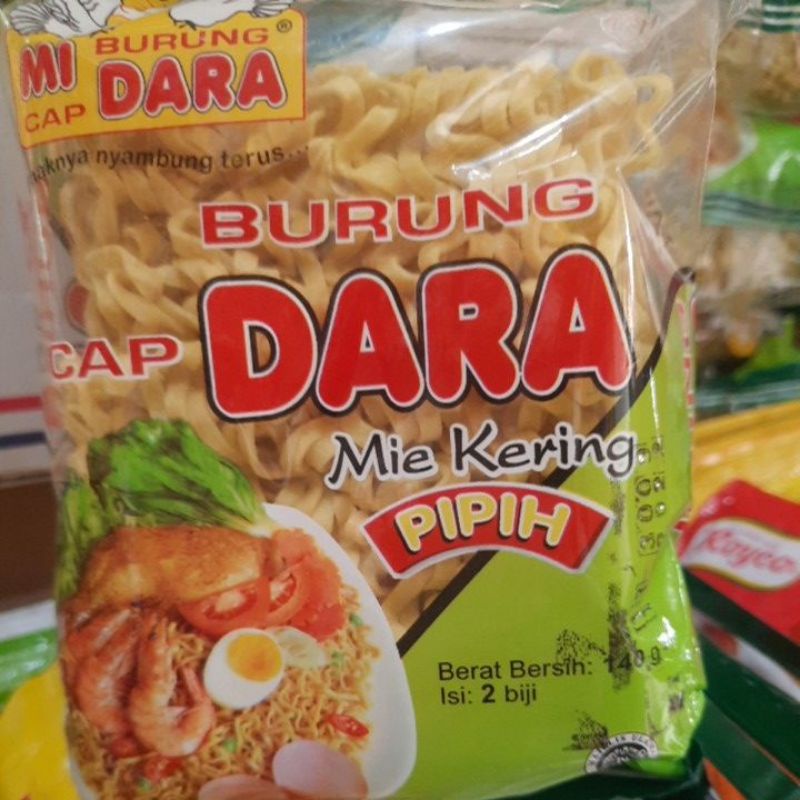 MI BURUNG®
CAP DARA
nyambung terus...
BURUNG
CAP DARA
Mie Kering
PIPIH
Berat Bersih: 140 g
Isi: 2 biji
Royco